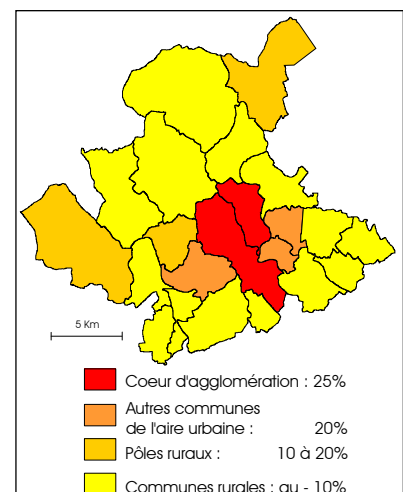 5 Km
Coeur d'agglomération : 25%
Autres communes
de l'aire urbaine : 20%
Pôles ruraux : 10 à 20%
Communes rurales : au - 10%